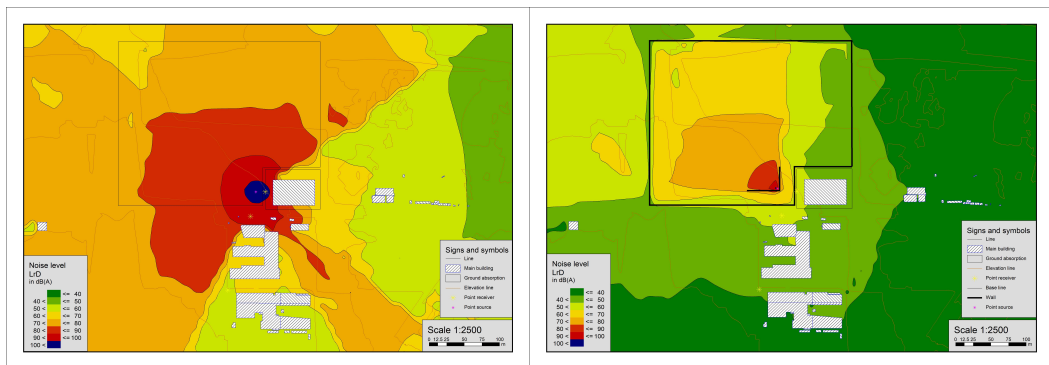 Noise level
LrD
in dB(A)
<= 40
40 < <= 50
50 < <= 60
60 < <= 70
70 < <= 80
80 < <= 90
90 < <= 100
100 <
Signs and symbols
Line
Main building
Ground absorption
Elevation line
Point receiver
Point source
Scale 1:2500
0 12.5 25 50 75 100
m
Noise level
LrD
in dB(A)
<= 40
40 < <= 50
50 < <= 60
60 < <= 70
70 < <= 80
80 < <= 90
90 < <= 100
100 <
Signs and symbols
Line
Main building
Ground absorption
Elevation line
Point receiver
Base line
Wall
Point source
Scale 1:2500
0 12.5 25 50 75 100
m